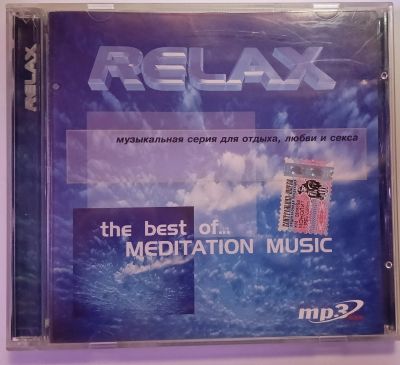 RELAX
RELAX
музыкальная серия для отдыха, любви и секса
the best of...
MEDITATION MUSIC
mp3